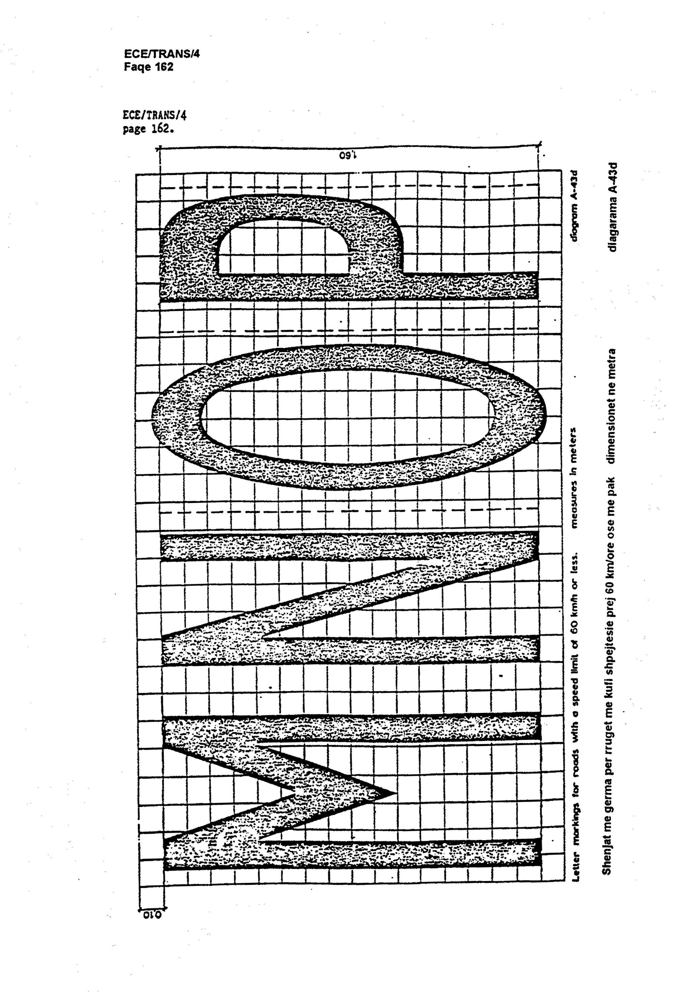 ECE/TRANS/4
Faqe 162
ECE/TRANS/4
page 162.
1,60
M N O P
0,10
Letter markings for roads with a speed limit of 60 km/h or less. measures in meters diagram A-43d
Shenjat me germa per rruget me kufi shpejtesie prej 60 km/ore ose me pak dimensionet ne metra diagarama A-43d